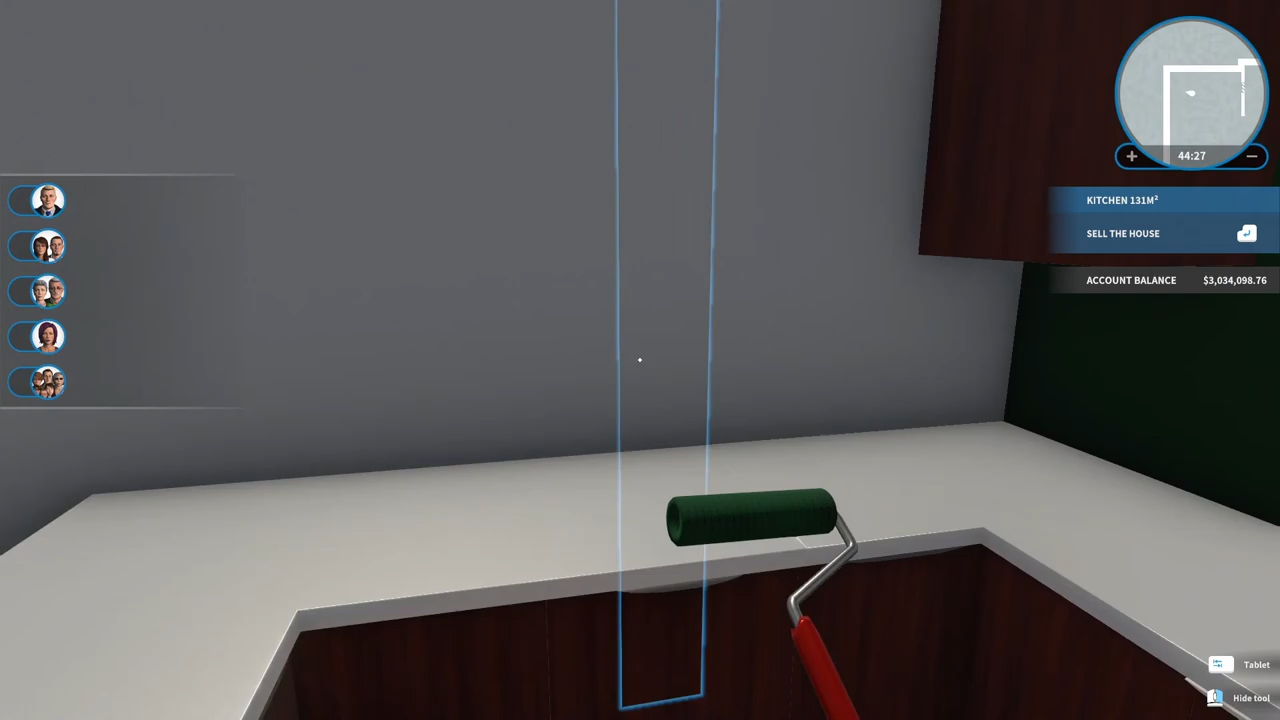 44:27
KITCHEN 131M²
SELL THE HOUSE
ACCOUNT BALANCE $3,034,098.76
Tablet
Hide tool